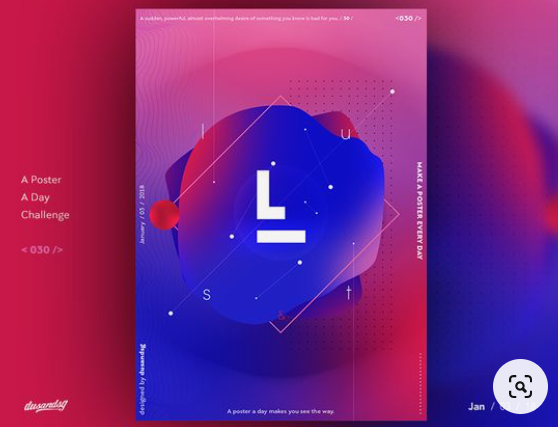 A sudden, powerful, almost overwhelming desire of something you know is bad for you. / 30 /
<030 />
l
u
L
s
t
&
January / 03 / 2018
MAKE A POSTER EVERY DAY
designed by dusandsg
A poster a day makes you see the way.
A Poster
A Day
Challenge
< 030 />
dusandsg
Jan /